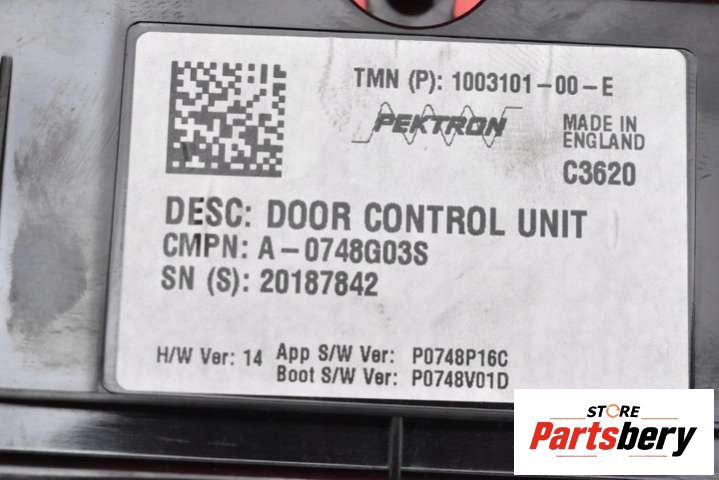 TMN (P): 1003101-00-E
PEKTRON
MADE IN
ENGLAND
C3620
DESC: DOOR CONTROL UNIT
CMPN: A-0748G03S
SN (S): 20187842
H/W Ver: 14 App S/W Ver: P0748P16C
Boot S/W Ver: P0748V01D
STORE
Partsbery